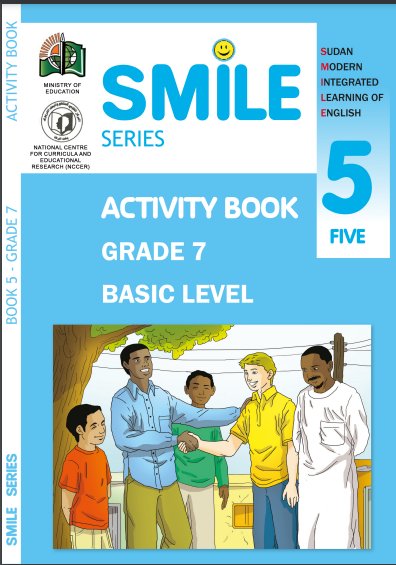 ACTIVITY BOOK
BOOK 5 - GRADE 7
SMILE SERIES
MINISTRY OF
EDUCATION
NATIONAL CENTRE
FOR CURRICULA AND
EDUCATIONAL
RESEARCH (NCCER)
SMILE
SERIES
SUDAN
MODERN
INTEGRATED
LEARNING OF
ENGLISH
5
FIVE
ACTIVITY BOOK
GRADE 7
BASIC LEVEL